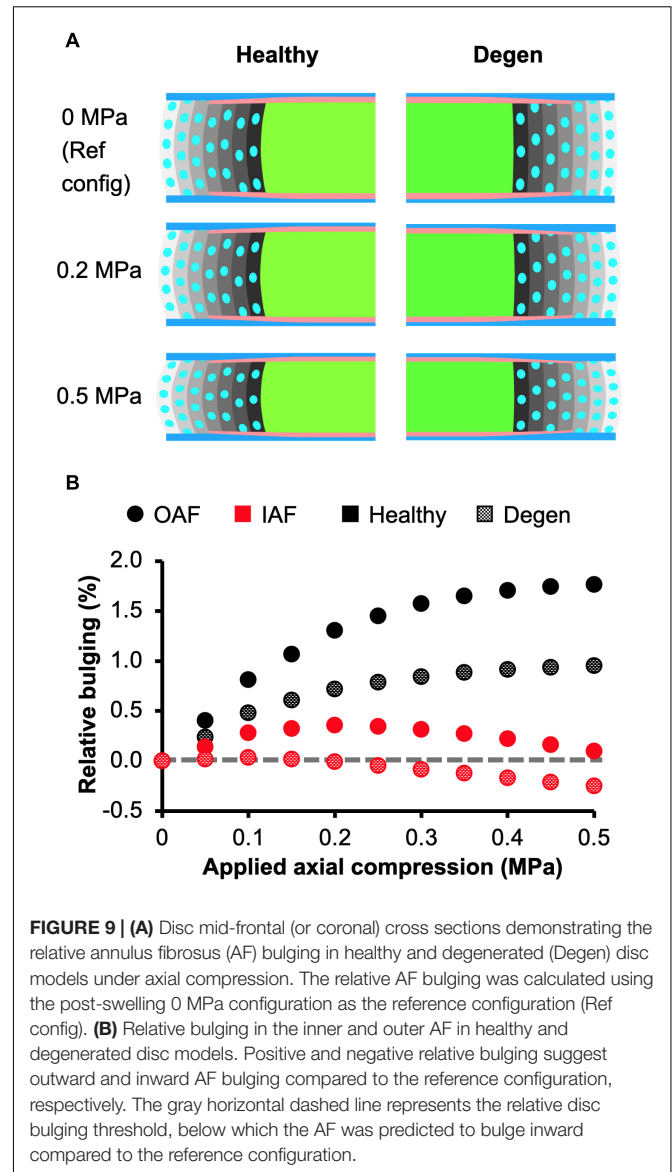 A
Healthy Degen
0 MPa
(Ref
config)
0.2 MPa
0.5 MPa
B
OAF IAF Healthy Degen
Relative bulging (%)
2.0
1.5
1.0
0.5
0.0
-0.5
0 0.1 0.2 0.3 0.4 0.5
Applied axial compression (MPa)
FIGURE 9 | (A) Disc mid-frontal (or coronal) cross sections demonstrating the
relative annulus fibrosus (AF) bulging in healthy and degenerated (Degen) disc
models under axial compression. The relative AF bulging was calculated using
the post-swelling 0 MPa configuration as the reference configuration (Ref
config). (B) Relative bulging in the inner and outer AF in healthy and
degenerated disc models. Positive and negative relative bulging suggest
outward and inward AF bulging compared to the reference configuration,
respectively. The gray horizontal dashed line represents the relative disc
bulging threshold, below which the AF was predicted to bulge inward
compared to the reference configuration.